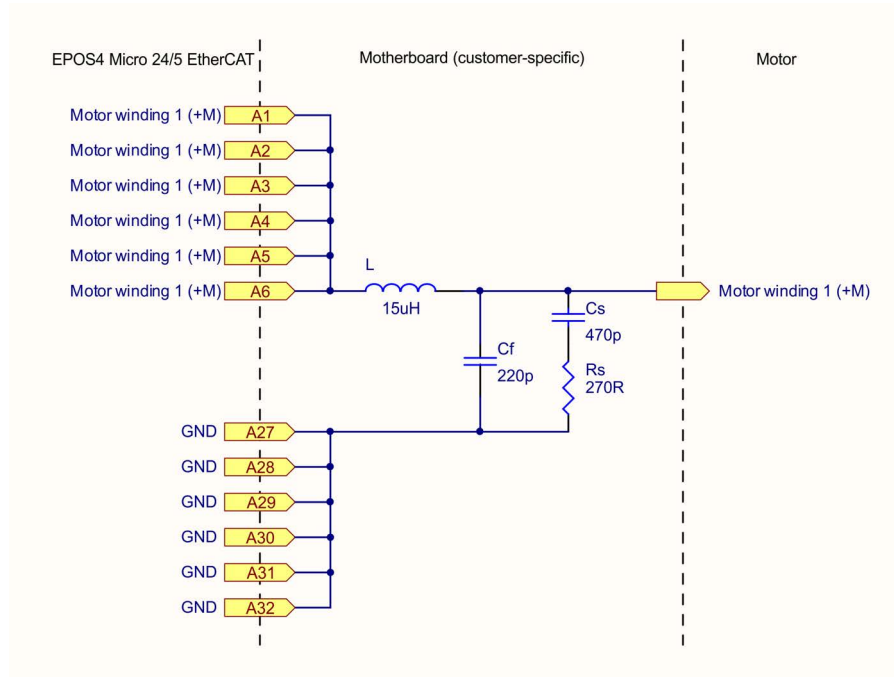 EPOS4 Micro 24/5 EtherCAT
Motherboard (customer-specific)
Motor
Motor winding 1 (+M) A1
Motor winding 1 (+M) A2
Motor winding 1 (+M) A3
Motor winding 1 (+M) A4
Motor winding 1 (+M) A5
Motor winding 1 (+M) A6
L
15uH
Motor winding 1 (+M)
Cs
470p
Cf
220p
Rs
270R
GND A27
GND A28
GND A29
GND A30
GND A31
GND A32